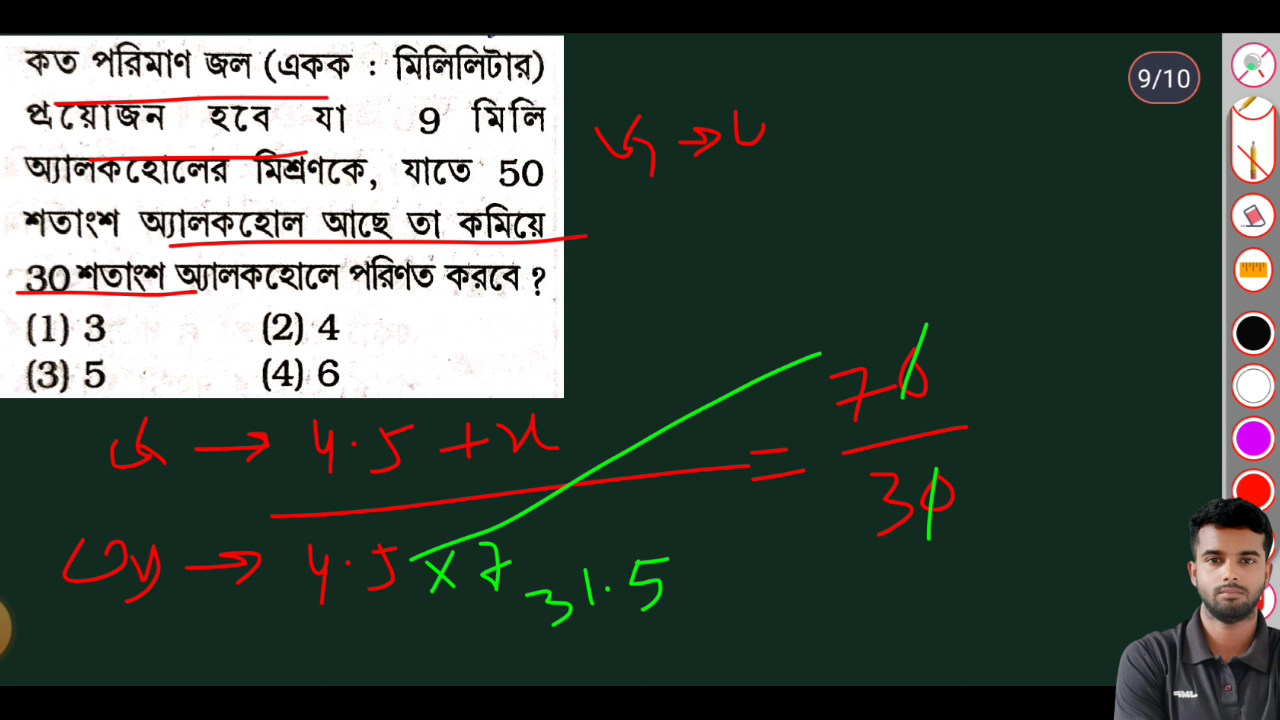 কত পরিমাণ জল (একক : মিলিলিটার)
প্রয়োজন হবে যা 9 মিলি
অ্যালকহোলের মিশ্রণকে, যাতে 50
শতাংশ অ্যালকহোল আছে তা কমিয়ে
30 শতাংশ অ্যালকহোলে পরিণত করবে ?
(1) 3 (2) 4
(3) 5 (4) 6
9/10
জ →
জ → 4.5 + x = 70
→ 4.5 × 7 31.5 30